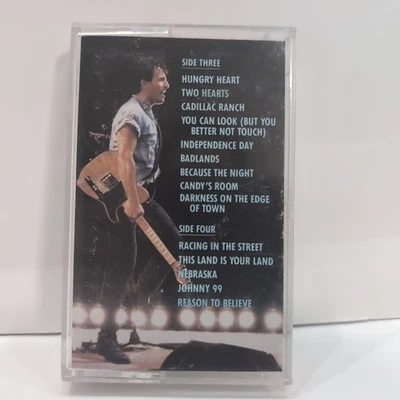 SIDE THREE
HUNGRY HEART
TWO HEARTS
CADILLAC RANCH
YOU CAN LOOK (BUT YOU
BETTER NOT TOUCH)
INDEPENDENCE DAY
BADLANDS
BECAUSE THE NIGHT
CANDY'S ROOM
DARKNESS ON THE EDGE
OF TOWN
SIDE FOUR
RACING IN THE STREET
THIS LAND IS YOUR LAND
NEBRASKA
JOHNNY 99
REASON TO BELIEVE